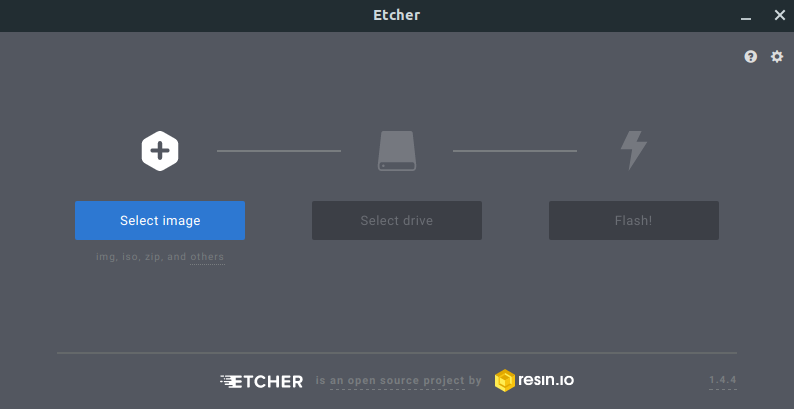 Etcher
Select image
Select drive
Flash!
img, iso, zip, and others
ETCHER is an open source project by resin.io 1.4.4